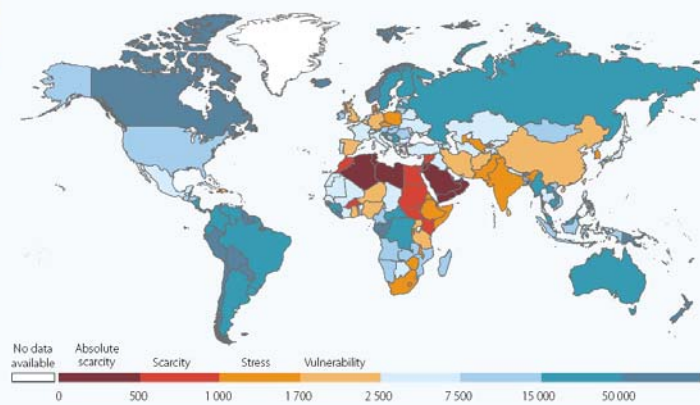 No data
available
Absolute
scarcity
Scarcity
Stress
Vulnerability
0
500
1 000
1 700
2 500
7 500
15 000
50 000